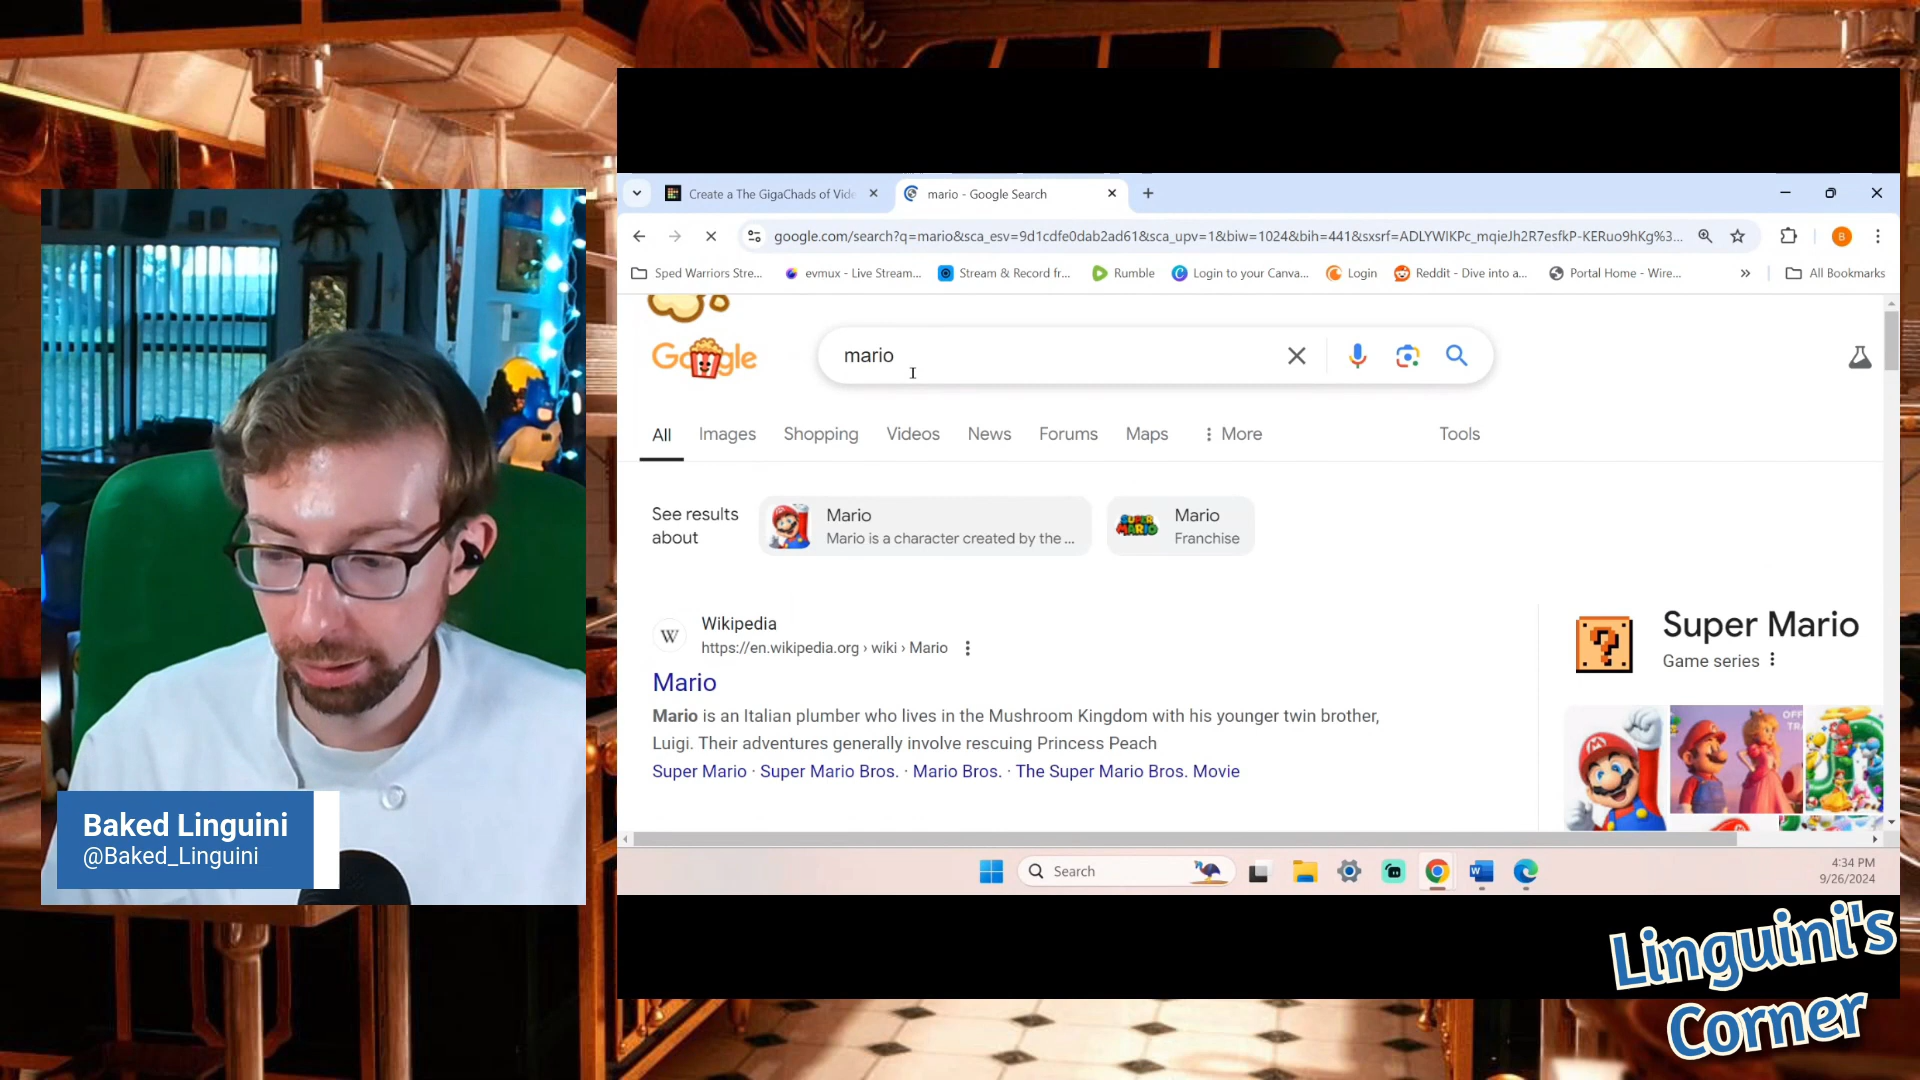 Create a The GigaChads of Vide
mario - Google Search
google.com/search?q=mario&sca_esv=9d1cdfe0dab2ad61&sca_upv=1&biw=1024&bih=441&sxsrf=ADLYWIKPc_mqieJh2R7esfkP-KERuo9hKg%3...
B
Sped Warriors Stre...
evmux - Live Stream...
Stream & Record fr...
Rumble
Login to your Canva...
Login
Reddit - Dive into a...
Portal Home - Wire...
All Bookmarks
Google
mario
All
Images
Shopping
Videos
News
Forums
Maps
More
Tools
See results
about
Mario
Mario is a character created by the ...
SUPER
MARIO
Mario
Franchise
W
Wikipedia
https://en.wikipedia.org › wiki › Mario
Mario
Mario is an Italian plumber who lives in the Mushroom Kingdom with his younger twin brother,
Luigi. Their adventures generally involve rescuing Princess Peach
Super Mario · Super Mario Bros. · Mario Bros. · The Super Mario Bros. Movie
?
Super Mario
Game series
Search
4:34 PM
9/26/2024
Baked Linguini
@Baked_Linguini
Linguini's
Corner